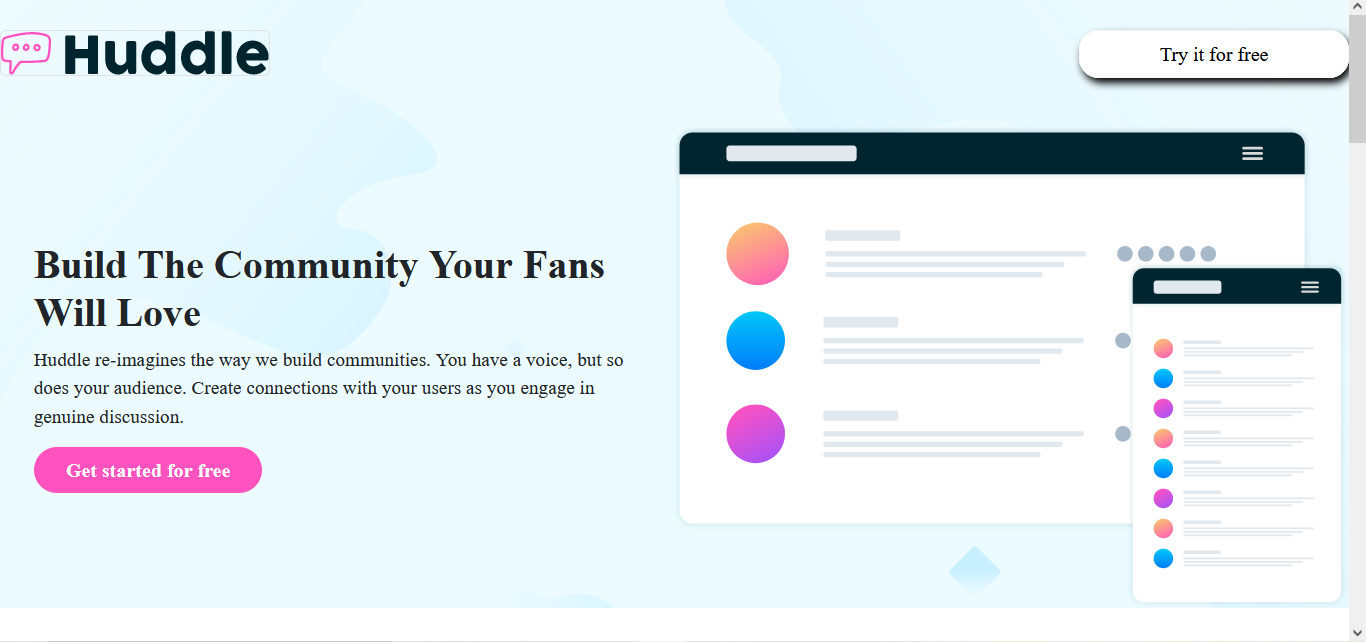 Huddle
Try it for free
Build The Community Your Fans
Will Love
Huddle re-imagines the way we build communities. You have a voice, but so
does your audience. Create connections with your users as you engage in
genuine discussion.
Get started for free